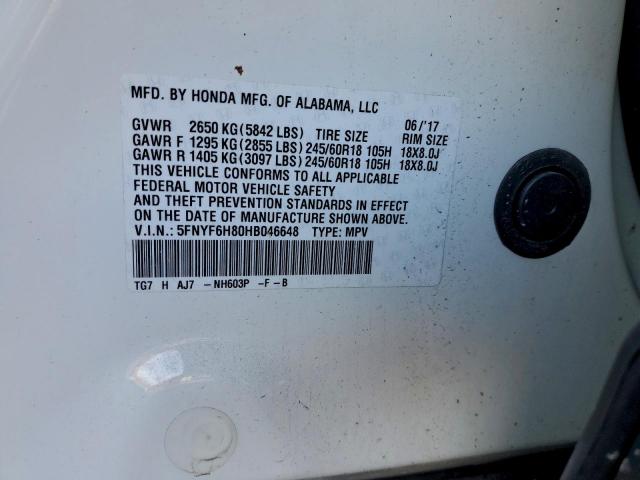 MFD. BY HONDA MFG. OF ALABAMA, LLC
GVWR 2650 KG (5842 LBS) TIRE SIZE 06/'17 RIM SIZE
GAWR F 1295 KG (2855 LBS) 245/60R18 105H 18X8.0J
GAWR R 1405 KG (3097 LBS) 245/60R18 105H 18X8.0J
THIS VEHICLE CONFORMS TO ALL APPLICABLE
FEDERAL MOTOR VEHICLE SAFETY
AND THEFT PREVENTION STANDARDS IN EFFECT
ON THE DATE OF MANUFACTURE SHOWN ABOVE.
V.I.N.: 5FNYF6H80HB046648 TYPE: MPV
TG7 H AJ7 -NH603P -F-B